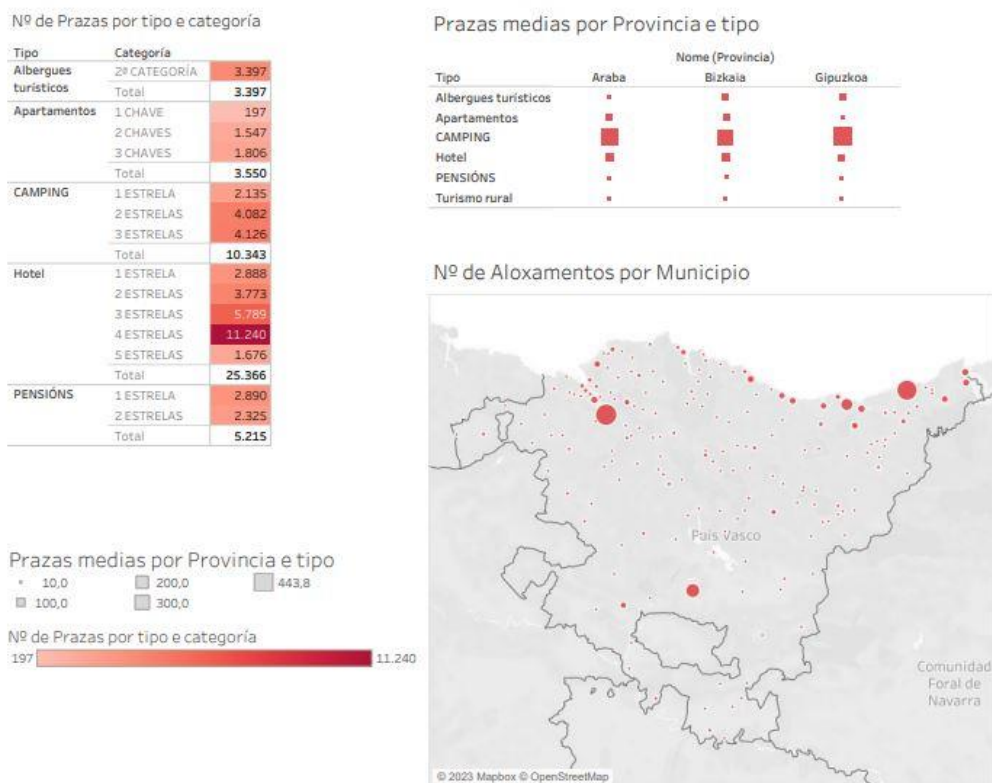 Nº de Prazas por tipo e categoría
Tipo Categoría
Albergues turísticos 2ª CATEGORÍA 3.397
Total 3.397
Apartamentos 1 CHAVE 197
2 CHAVES 1.547
3 CHAVES 1.806
Total 3.550
CAMPING 1 ESTRELA 2.135
2 ESTRELAS 4.082
3 ESTRELAS 4.126
Total 10.343
Hotel 1 ESTRELA 2.888
2 ESTRELAS 3.773
3 ESTRELAS 5.789
4 ESTRELAS 11.240
5 ESTRELAS 1.676
Total 25.366
PENSIÓNS 1 ESTRELA 2.890
2 ESTRELAS 2.325
Total 5.215
Prazas medias por Provincia e tipo
Nome (Provincia)
Tipo Araba Bizkaia Gipuzkoa
Albergues turísticos
Apartamentos
CAMPING
Hotel
PENSIÓNS
Turismo rural
Nº de Aloxamentos por Municipio
País Vasco
Comunidad
Foral de
Navarra
© 2023 Mapbox © OpenStreetMap
Prazas medias por Provincia e tipo
10,0 200,0 443,8
100,0 300,0
Nº de Prazas por tipo e categoría
197 11.240